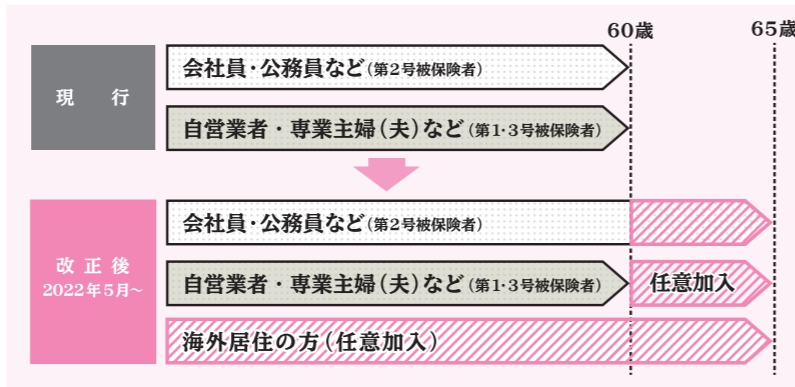 60歳 65歳
現 行
会社員・公務員など（第2号被保険者）
自営業者・専業主婦（夫）など（第1・3号被保険者）
改正後
2022年5月～
会社員・公務員など（第2号被保険者）
自営業者・専業主婦（夫）など（第1・3号被保険者）
任意加入
海外居住の方（任意加入）